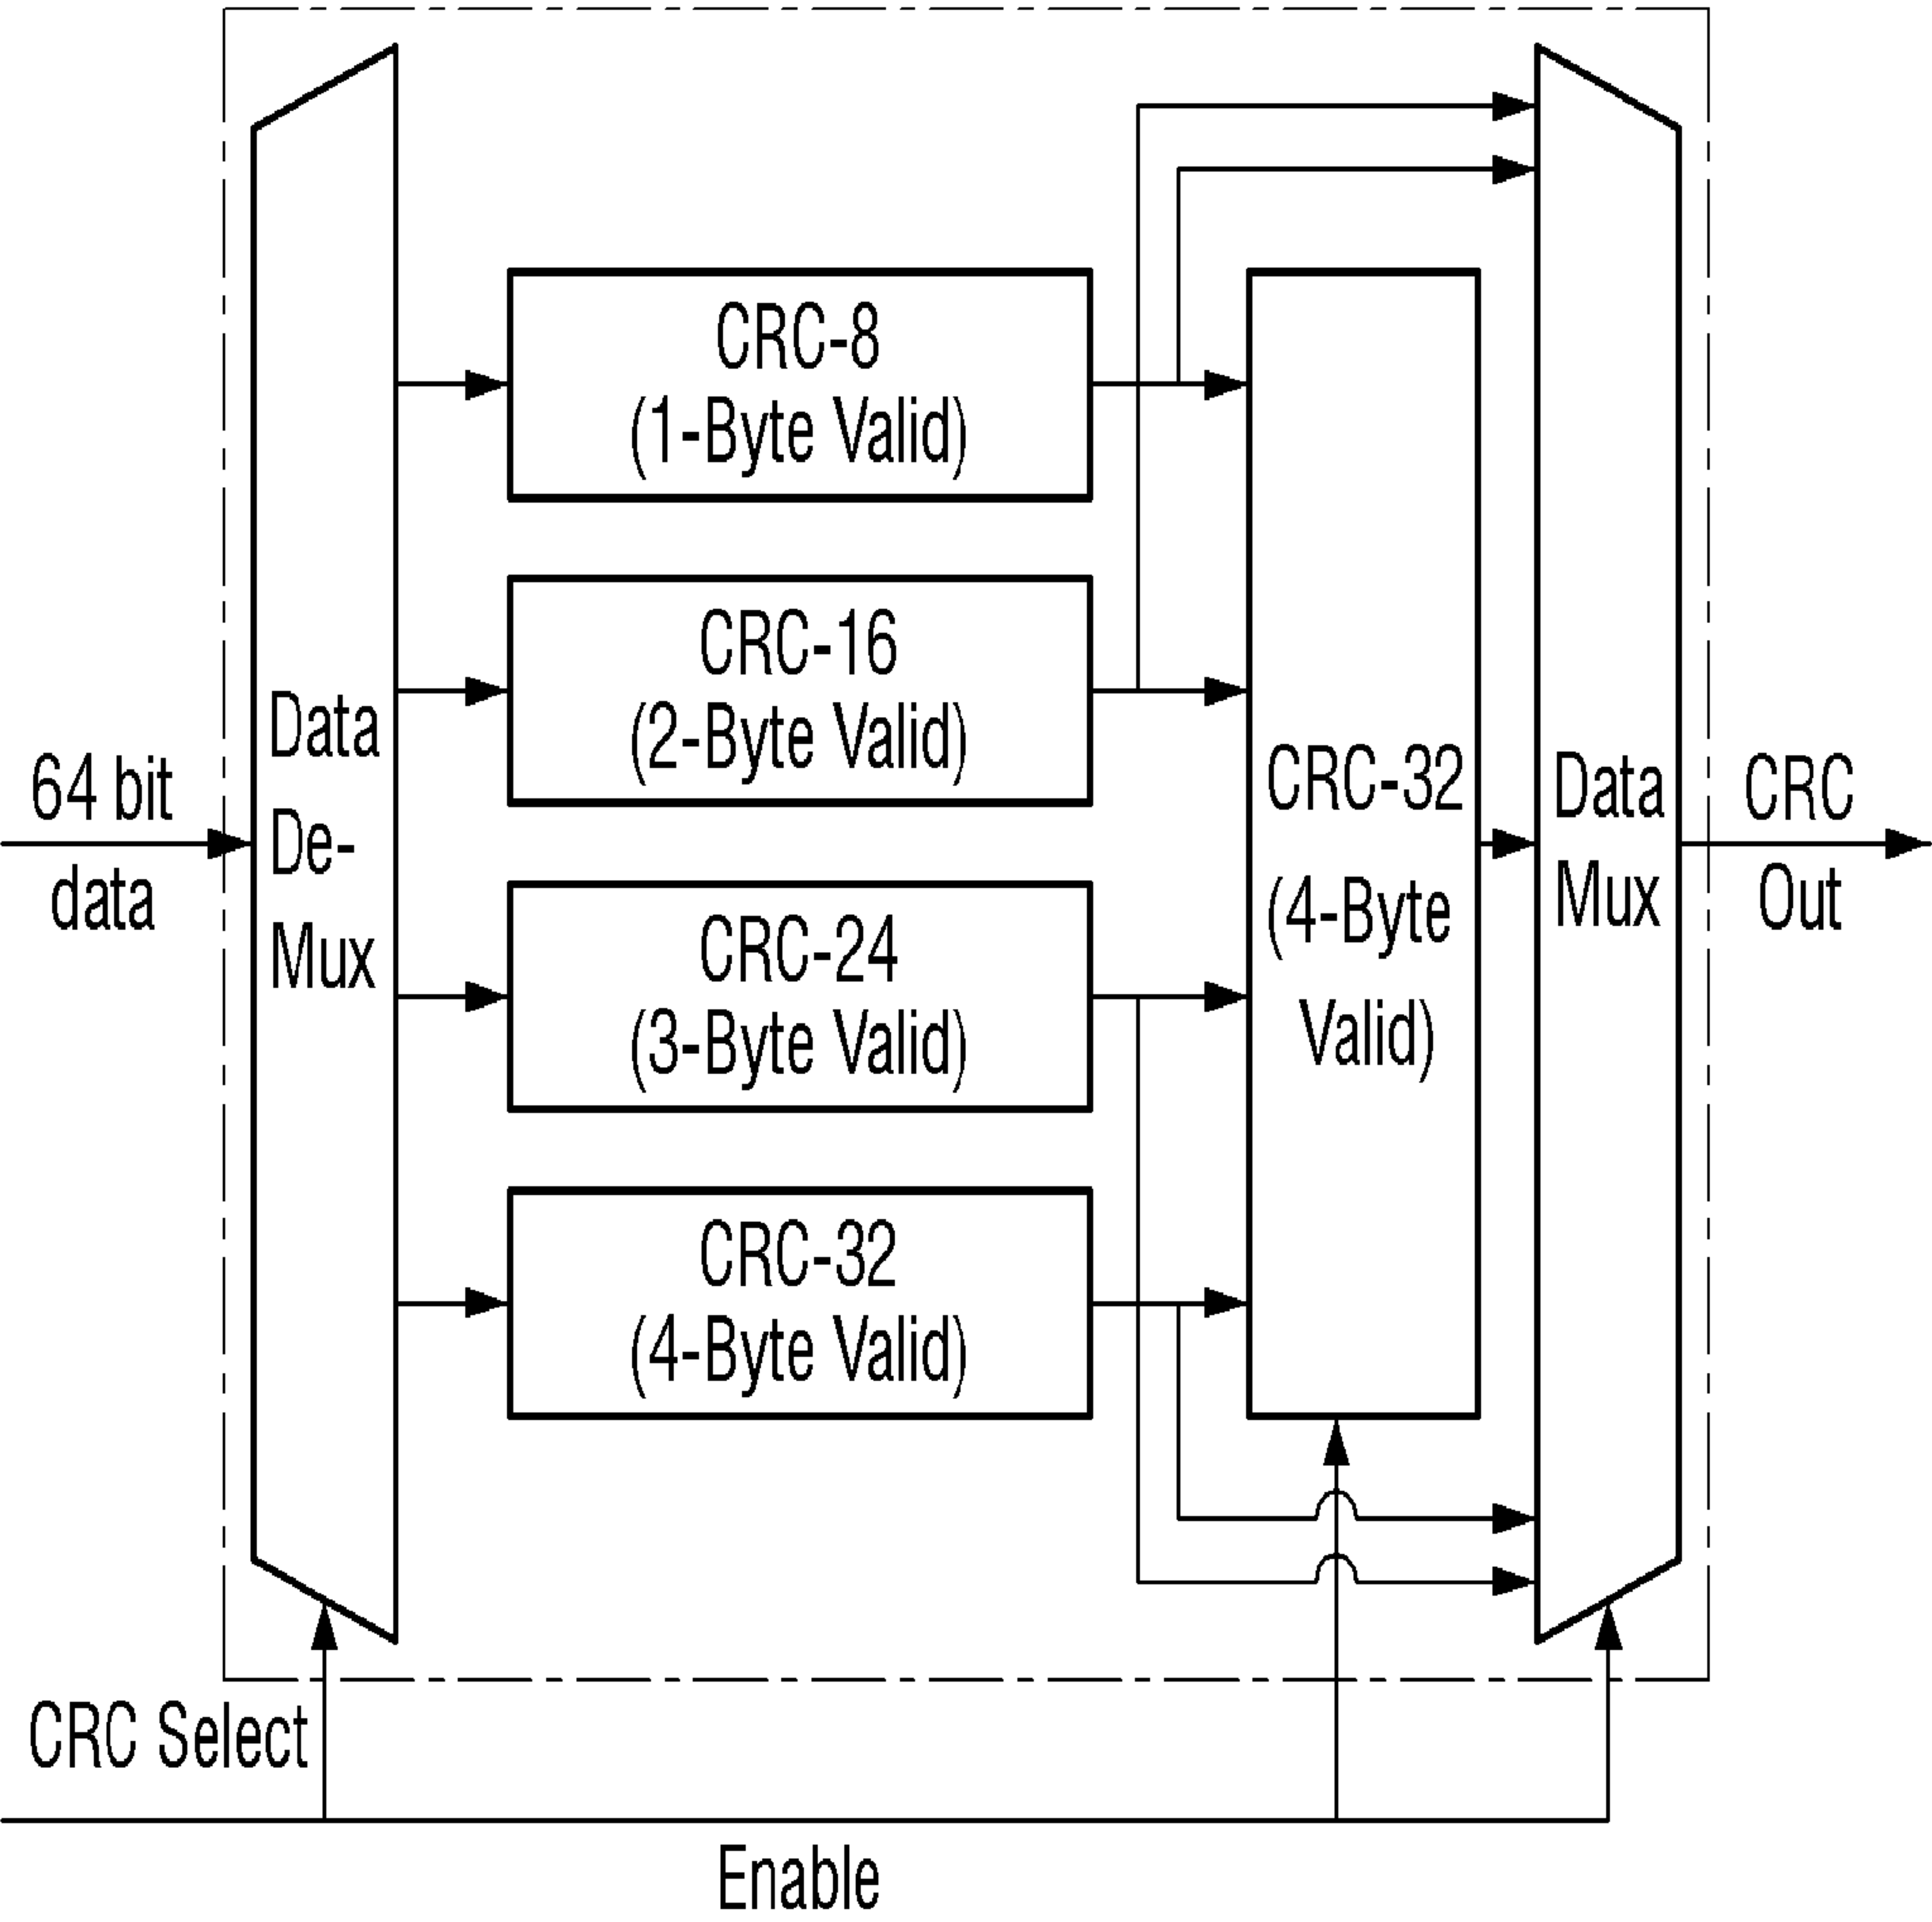 64 bit
data
Data
De-
Mux
CRC-8
(1-Byte Valid)
CRC-16
(2-Byte Valid)
CRC-24
(3-Byte Valid)
CRC-32
(4-Byte Valid)
CRC-32
(4-Byte
Valid)
Data
Mux
CRC
Out
CRC Select
Enable